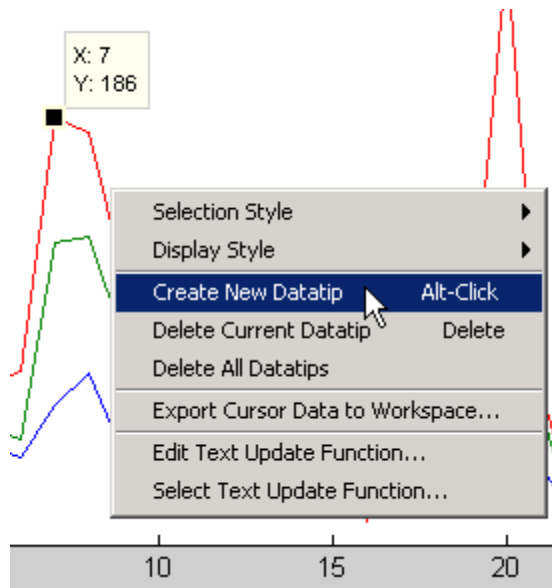 X: 7
Y: 186
Selection Style
Display Style
Create New Datatip Alt-Click
Delete Current Datatip Delete
Delete All Datatips
Export Cursor Data to Workspace...
Edit Text Update Function...
Select Text Update Function...
10 15 20